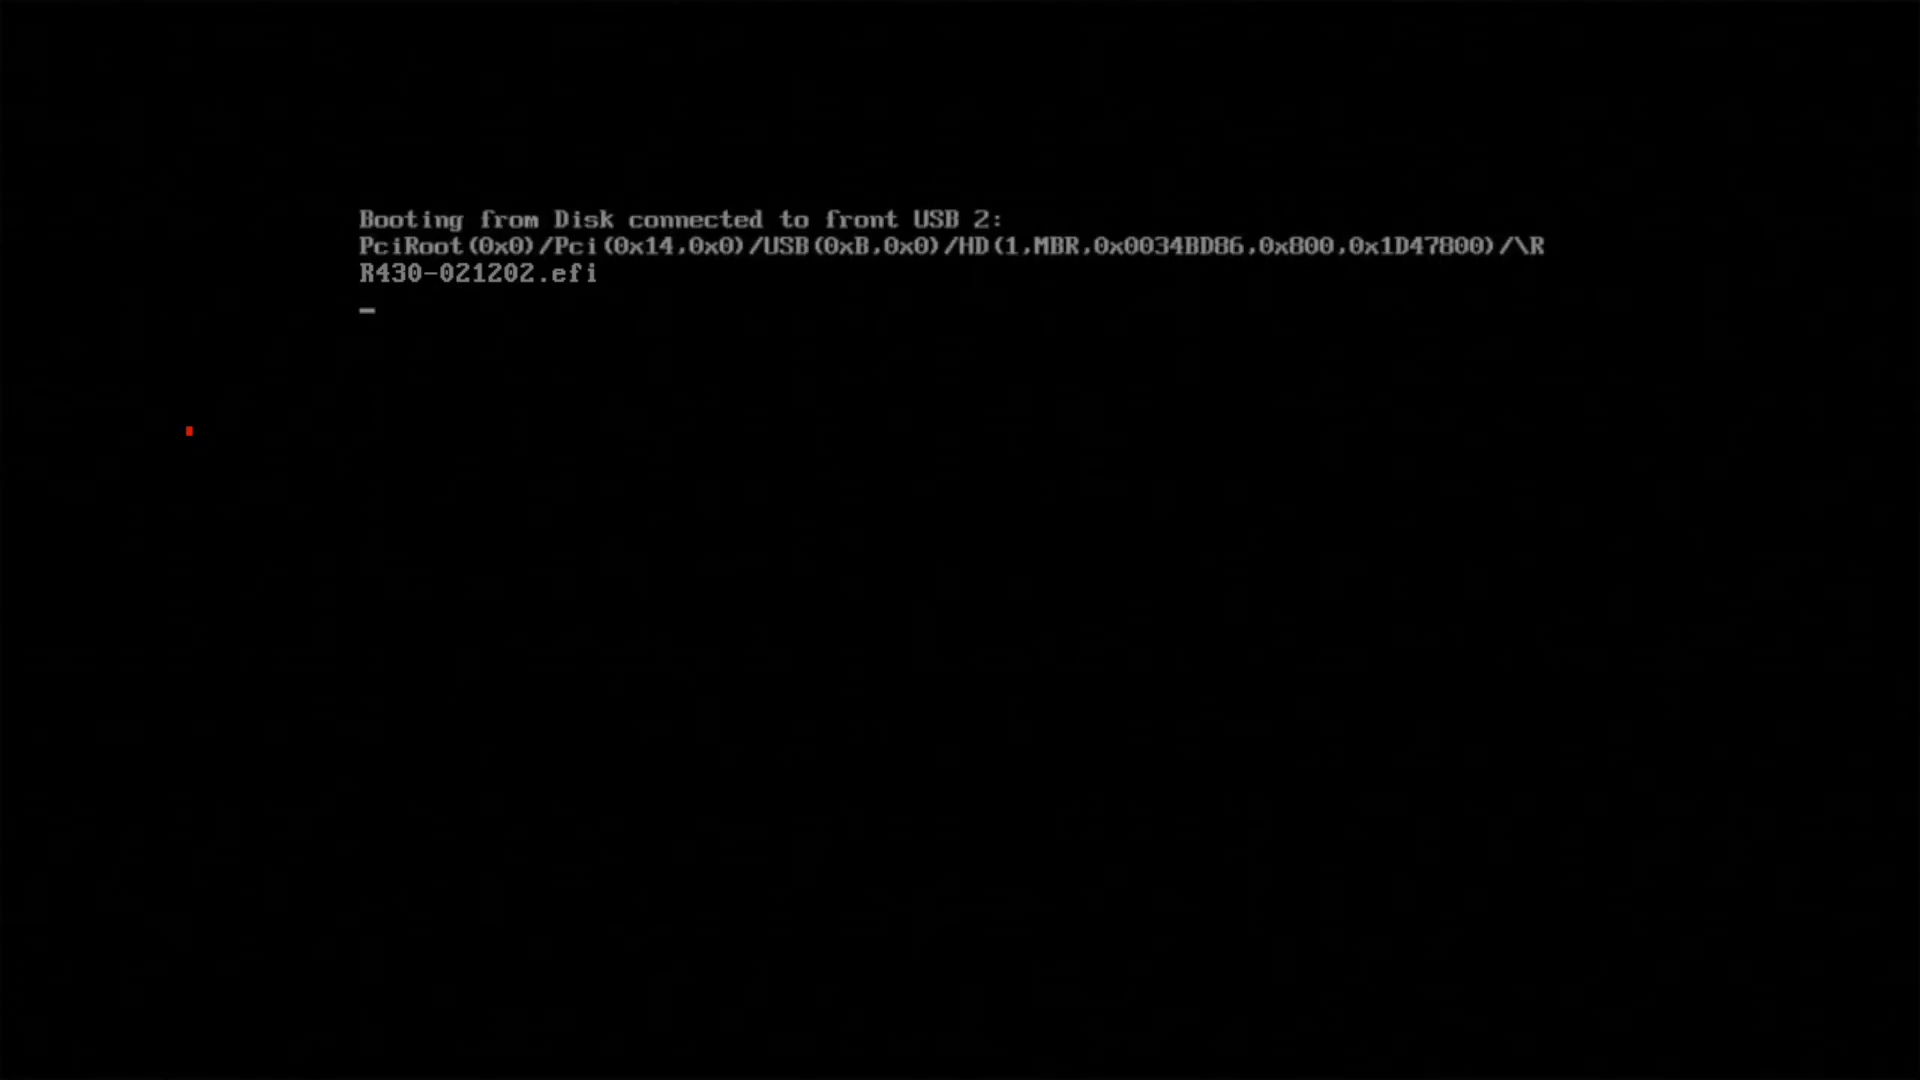 Booting from Disk connected to front USB 2:
PciRoot(0x0)/Pci(0x14,0x0)/USB(0xB,0x0)/HD(1,MBR,0x0034BD86,0x800,0x1D47800)/\R
R430-021202.efi